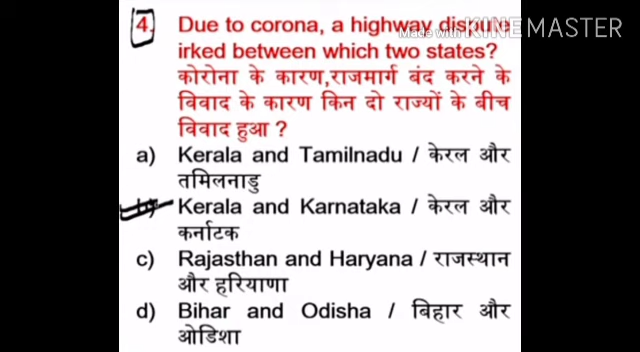 Made with KINEMASTER
4. Due to corona, a highway dispute
irked between which two states?
कोरोना के कारण,राजमार्ग बंद करने के
विवाद के कारण किन दो राज्यों के बीच
विवाद हुआ ?
a) Kerala and Tamilnadu / केरल और
तमिलनाडु
b) Kerala and Karnataka / केरल और
कर्नाटक
c) Rajasthan and Haryana / राजस्थान
और हरियाणा
d) Bihar and Odisha / बिहार और
ओडिशा